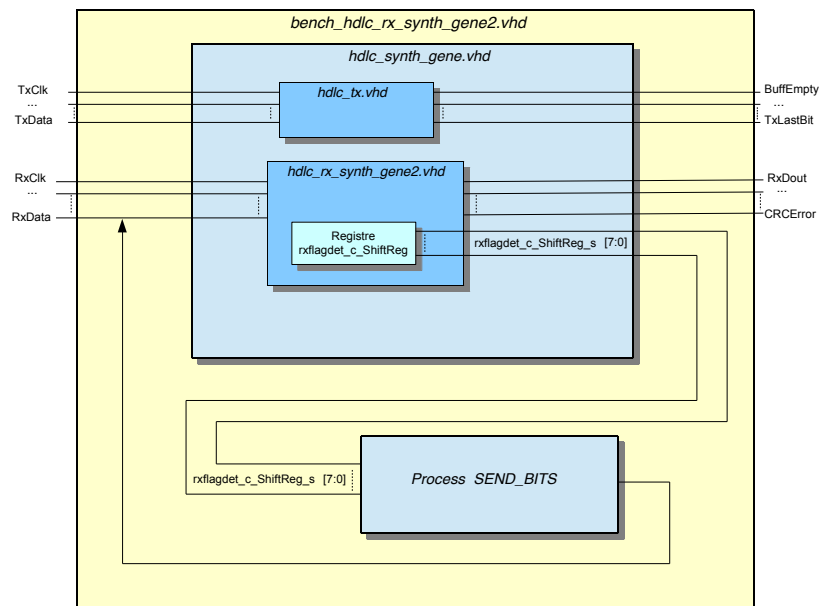 bench_hdlc_rx_synth_gene2.vhd
hdlc_synth_gene.vhd
hdlc_tx.vhd
TxClk
...
TxData
BuffEmpty
...
TxLastBit
hdlc_rx_synth_gene2.vhd
RxClk
...
RxData
RxDout
...
CRCError
Registre
rxflagdet_c_ShiftReg
rxflagdet_c_ShiftReg_s [7:0]
rxflagdet_c_ShiftReg_s [7:0]
Process SEND_BITS